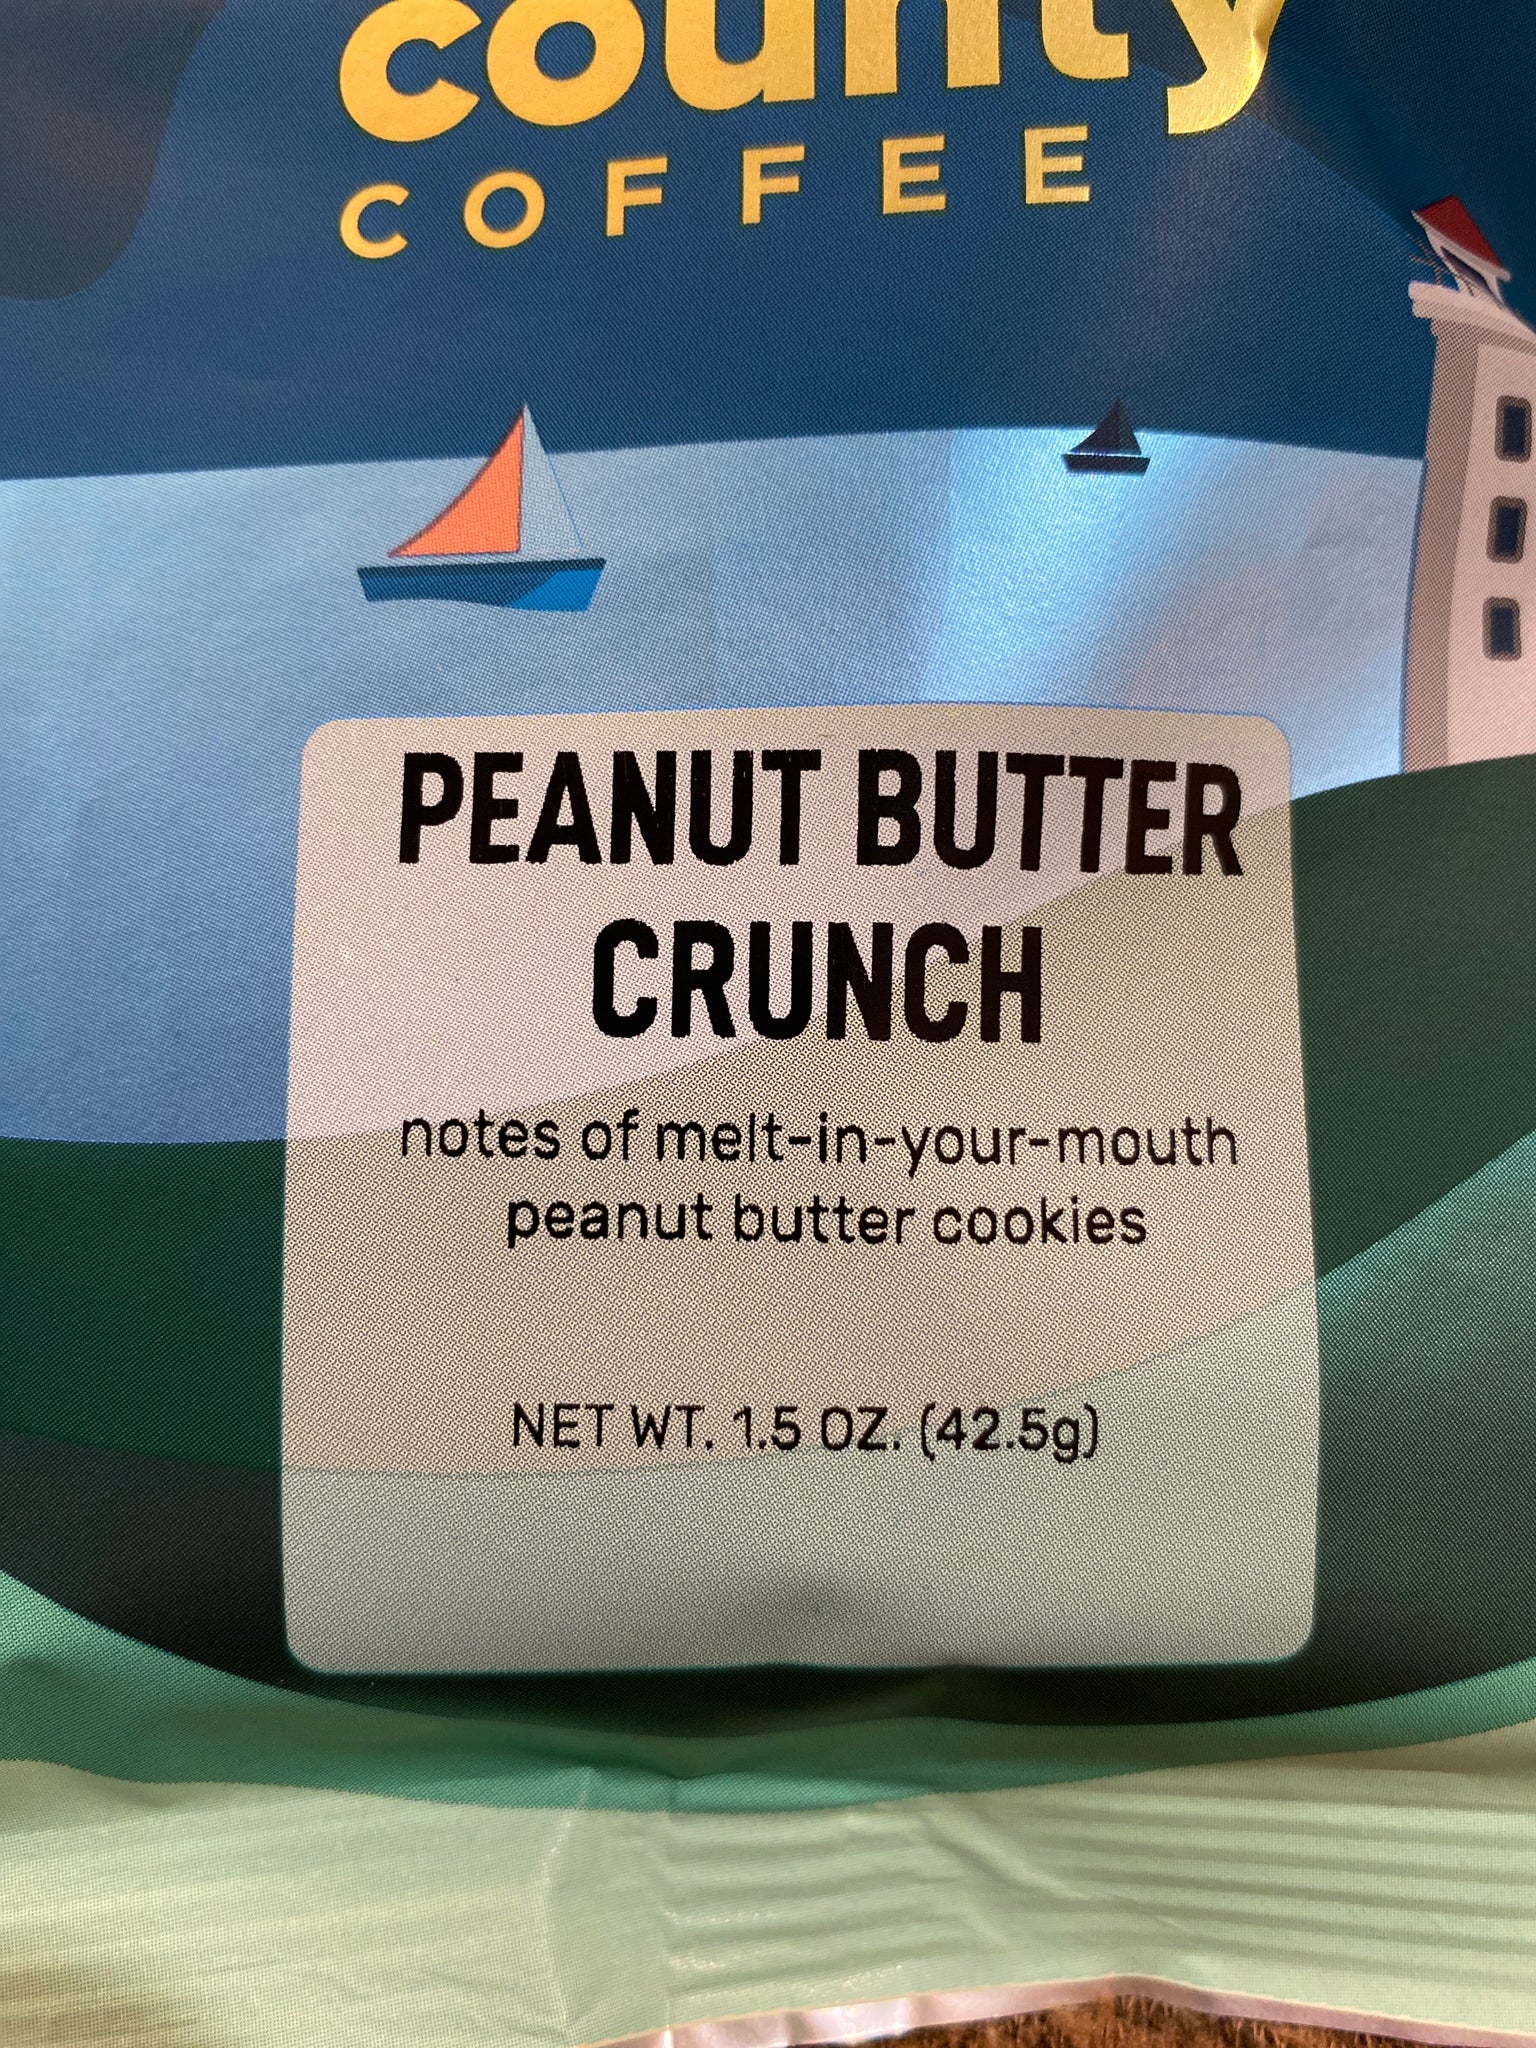 county
COFFEE
PEANUT BUTTER
CRUNCH
notes of melt-in-your-mouth
peanut butter cookies
NET WT. 1.5 OZ. (42.5g)